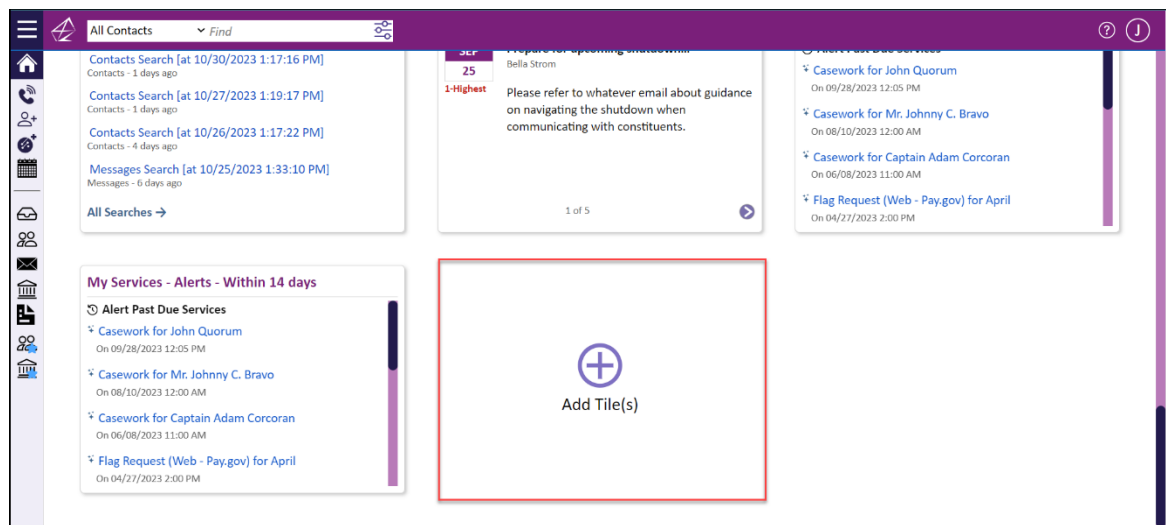 All Contacts
Find
J
Contacts Search [at 10/30/2023 1:17:16 PM]
Contacts - 1 days ago
Contacts Search [at 10/27/2023 1:19:17 PM]
Contacts - 1 days ago
Contacts Search [at 10/26/2023 1:17:22 PM]
Contacts - 4 days ago
Messages Search [at 10/25/2023 1:33:10 PM]
Messages - 6 days ago
All Searches →
SEP
25
1-Highest
Prepare for upcoming shutdown...
Bella Strom
Please refer to whatever email about guidance
on navigating the shutdown when
communicating with constituents.
1 of 5
Alert Past Due Services
Casework for John Quorum
On 09/28/2023 12:05 PM
Casework for Mr. Johnny C. Bravo
On 08/10/2023 12:00 AM
Casework for Captain Adam Corcoran
On 06/08/2023 11:00 AM
Flag Request (Web - Pay.gov) for April
On 04/27/2023 2:00 PM
My Services - Alerts - Within 14 days
Alert Past Due Services
Casework for John Quorum
On 09/28/2023 12:05 PM
Casework for Mr. Johnny C. Bravo
On 08/10/2023 12:00 AM
Casework for Captain Adam Corcoran
On 06/08/2023 11:00 AM
Flag Request (Web - Pay.gov) for April
On 04/27/2023 2:00 PM
Add Tile(s)